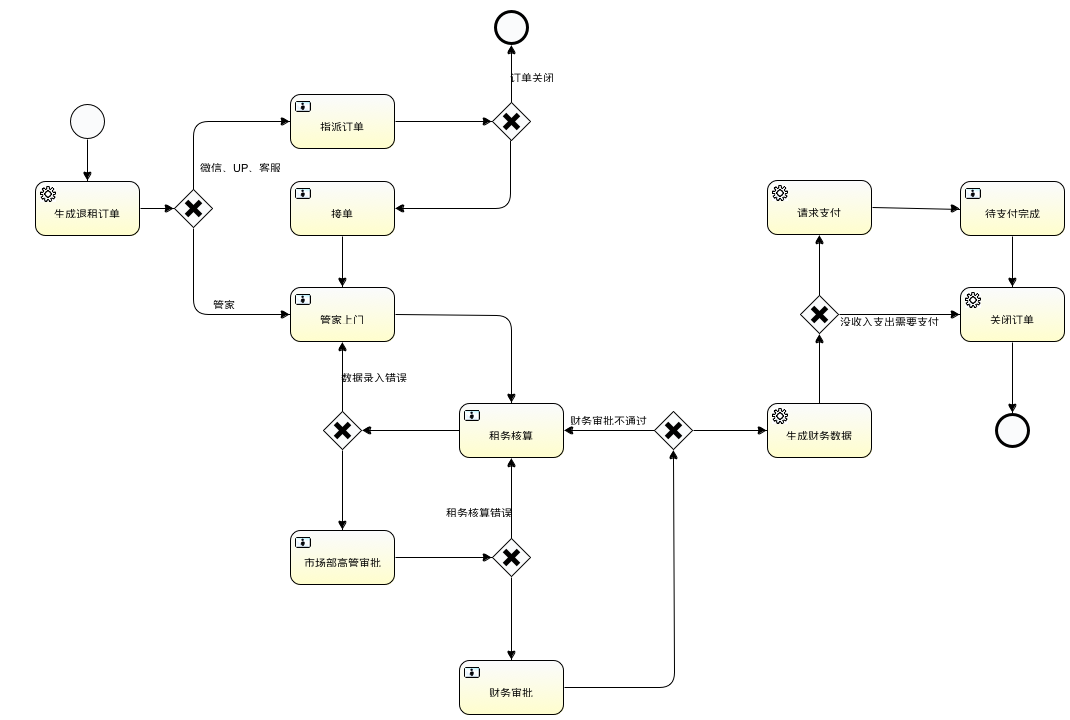 订单关闭
指派订单
微信、UP、客服
生成退租订单
接单
请求支付
待支付完成
管家
管家上门
没收入支出需要支付
关闭订单
数据录入错误
财务审批不通过
租务核算
生成财务数据
租务核算错误
市场部高管审批
财务审批